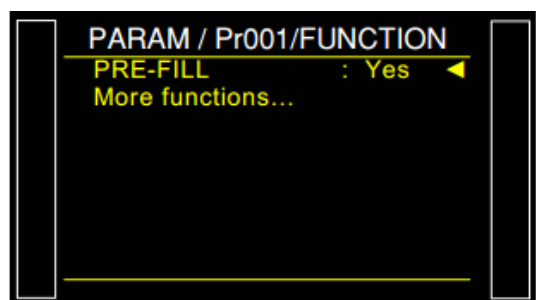 PARAM / Pr001/FUNCTION
PRE-FILL : Yes ◄
More functions...